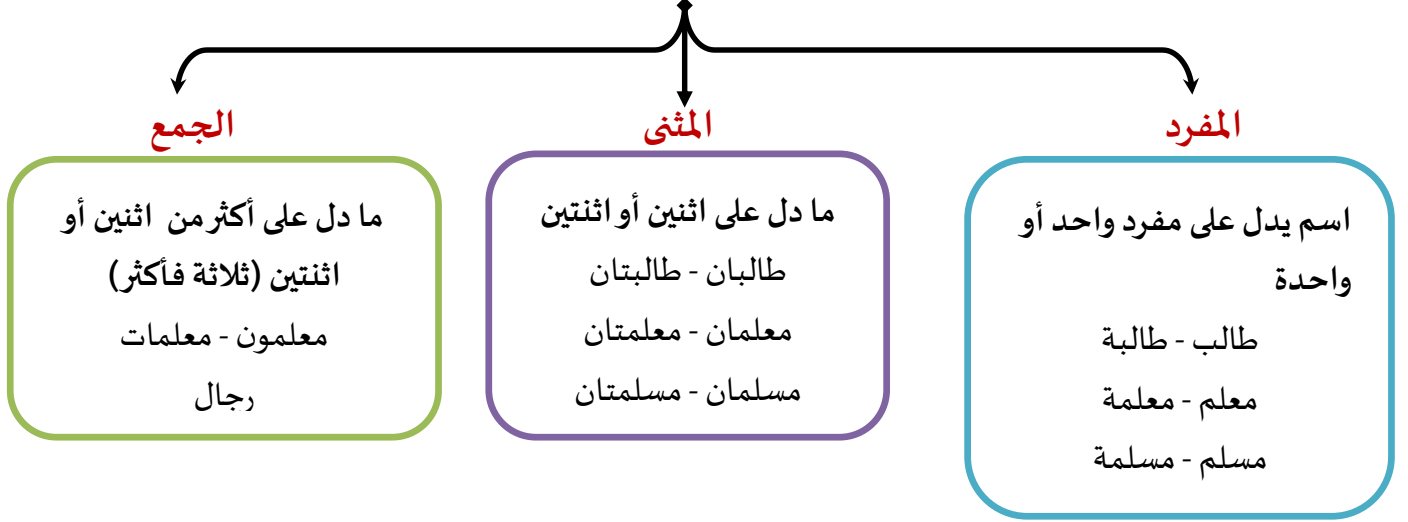 المفرد
اسم يدل على مفرد واحد أو
واحدة
طالب - طالبة
معلم - معلمة
مسلم - مسلمة
المثنى
ما دل على اثنين أو اثنتين
طالبان - طالبتان
معلمان - معلمتان
مسلمان - مسلمتان
الجمع
ما دل على أكثر من اثنين أو
اثنتين (ثلاثة فأكثر)
معلمون - معلمات
رجال